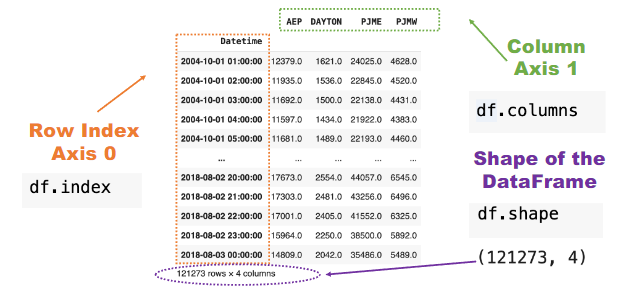 AEP DAYTON PJME PJMW
Datetime
2004-10-01 01:00:00 12379.0 1621.0 24025.0 4628.0
2004-10-01 02:00:00 11935.0 1536.0 22845.0 4520.0
2004-10-01 03:00:00 11692.0 1500.0 22138.0 4431.0
2004-10-01 04:00:00 11597.0 1434.0 21922.0 4383.0
2004-10-01 05:00:00 11681.0 1489.0 22193.0 4460.0
... ... ... ... ...
2018-08-02 20:00:00 17673.0 2554.0 44057.0 6545.0
2018-08-02 21:00:00 17303.0 2481.0 43256.0 6496.0
2018-08-02 22:00:00 17001.0 2405.0 41552.0 6325.0
2018-08-02 23:00:00 15964.0 2250.0 38500.0 5892.0
2018-08-03 00:00:00 14809.0 2042.0 35486.0 5489.0
121273 rows × 4 columns
Row Index
Axis 0
df.index
Column
Axis 1
df.columns
Shape of the
DataFrame
df.shape
(121273, 4)